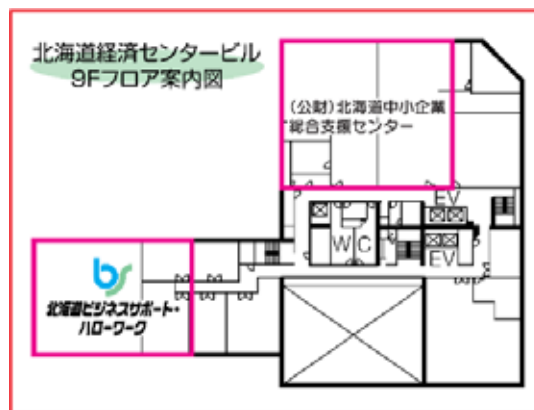 北海道経済センタービル
9Fフロア案内図
(公財)北海道中小企業
総合支援センター
EV
WC
EV
bs
北海道ビジネスサポート・
ハローワーク